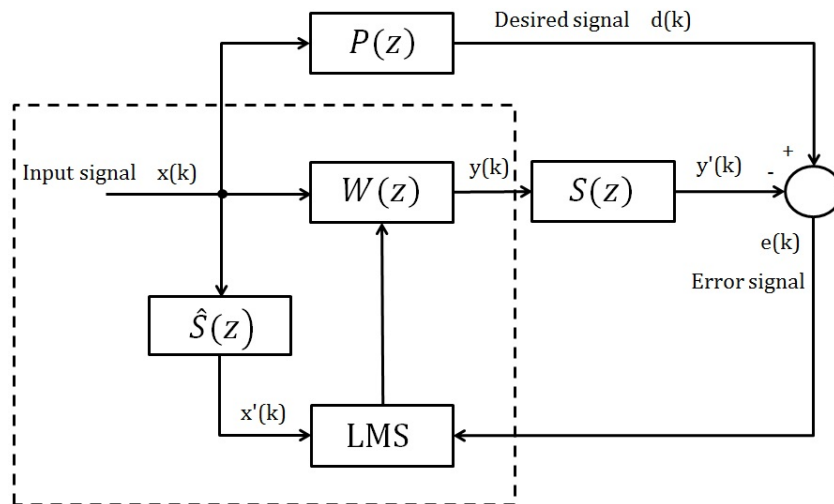 Desired signal d(k)
P(z)
+
Input signal x(k)
W(z)
y(k)
S(z)
y'(k)
-
e(k)
Error signal
Ŝ(z)
x'(k)
LMS